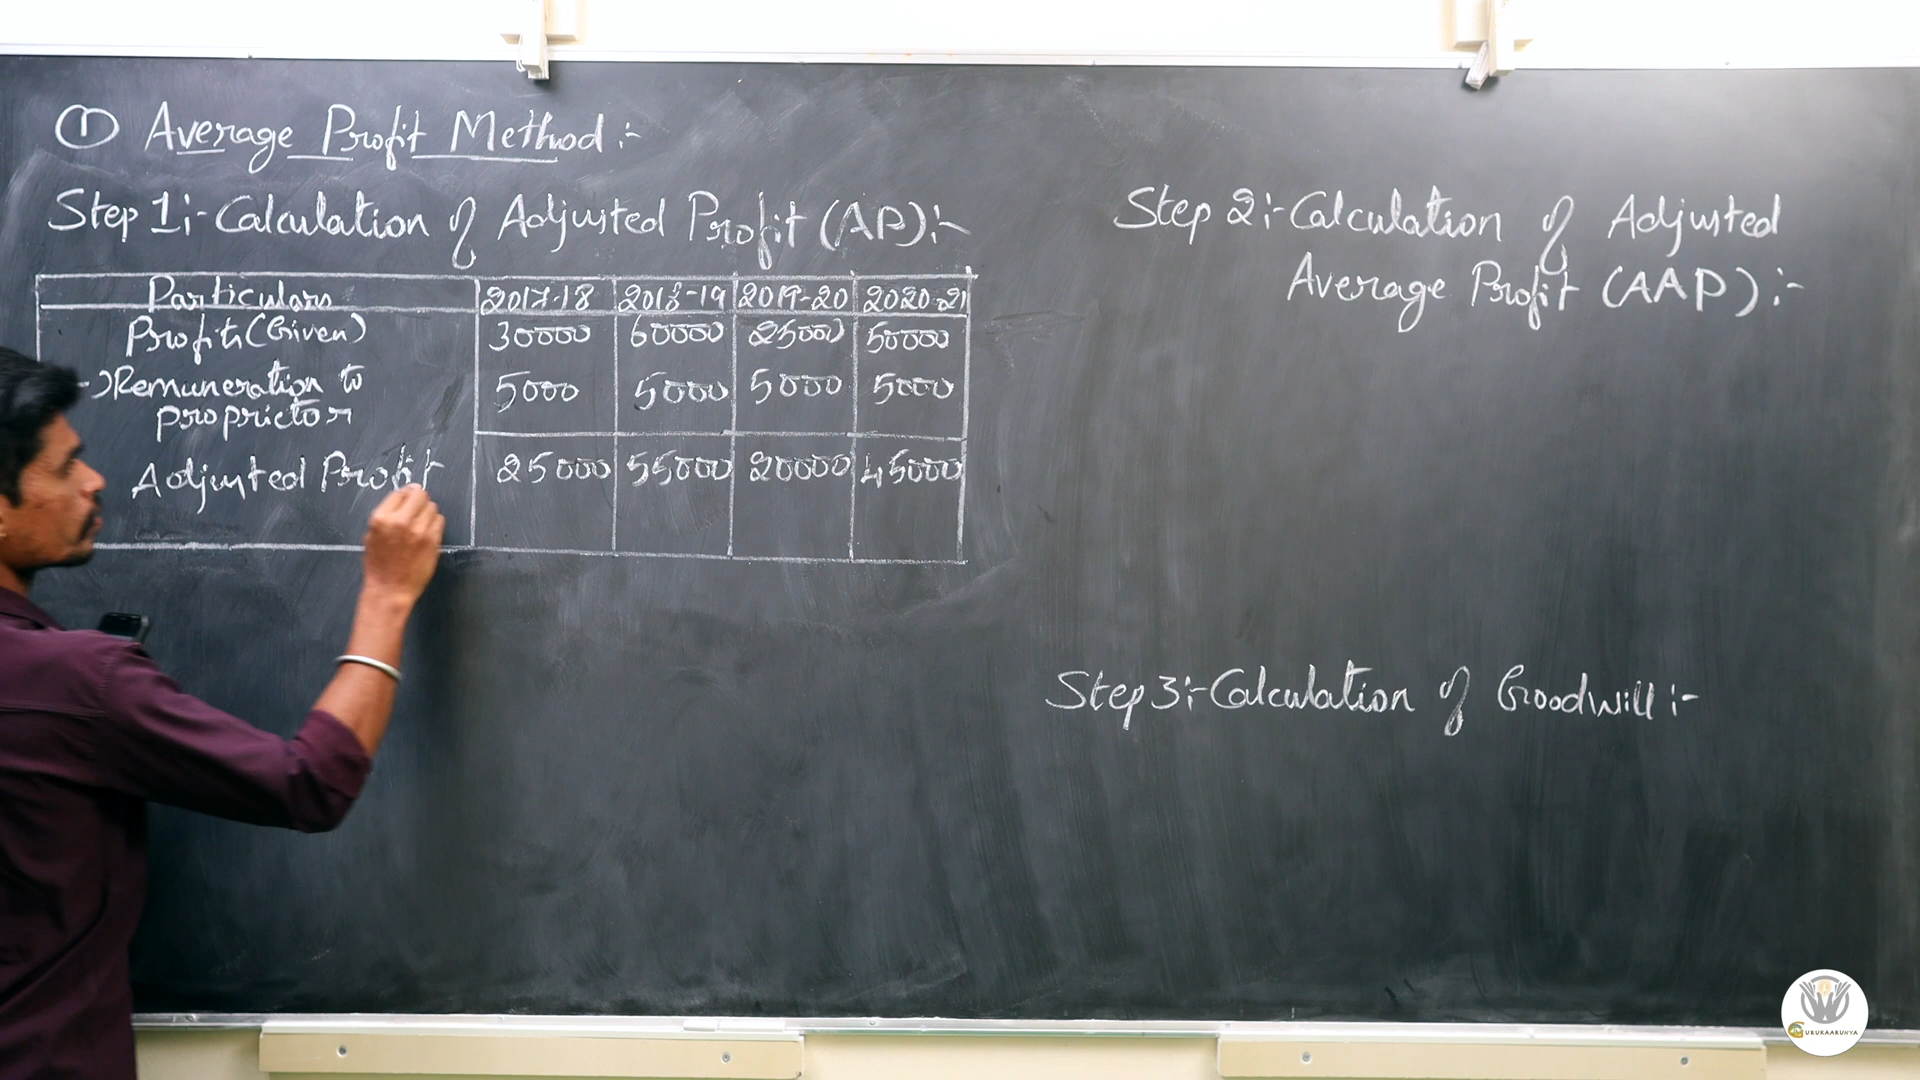 ① Average Profit Method:-
Step 1:- Calculation of Adjusted Profit (AP):-
Particulars 2017-18 2018-19 2019-20 2020-21
Profits (Given) 30000 60000 25000 50000
-) Remuneration to 5000 5000 5000 5000
proprietor
Adjusted Profit 25000 55000 20000 45000
Step 2:- Calculation of Adjusted
Average Profit (AAP):-
Step 3:- Calculation of Goodwill:-
GURUKAARUNYA